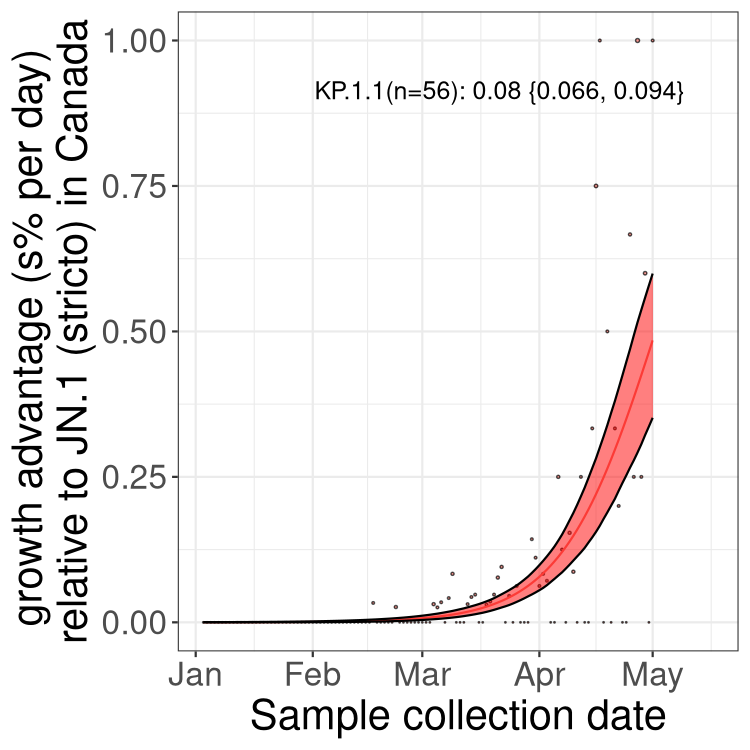 growth advantage (s% per day)
relative to JN.1 (stricto) in Canada
1.00
0.75
0.50
0.25
0.00
KP.1.1(n=56): 0.08 {0.066, 0.094}
Jan Feb Mar Apr May
Sample collection date